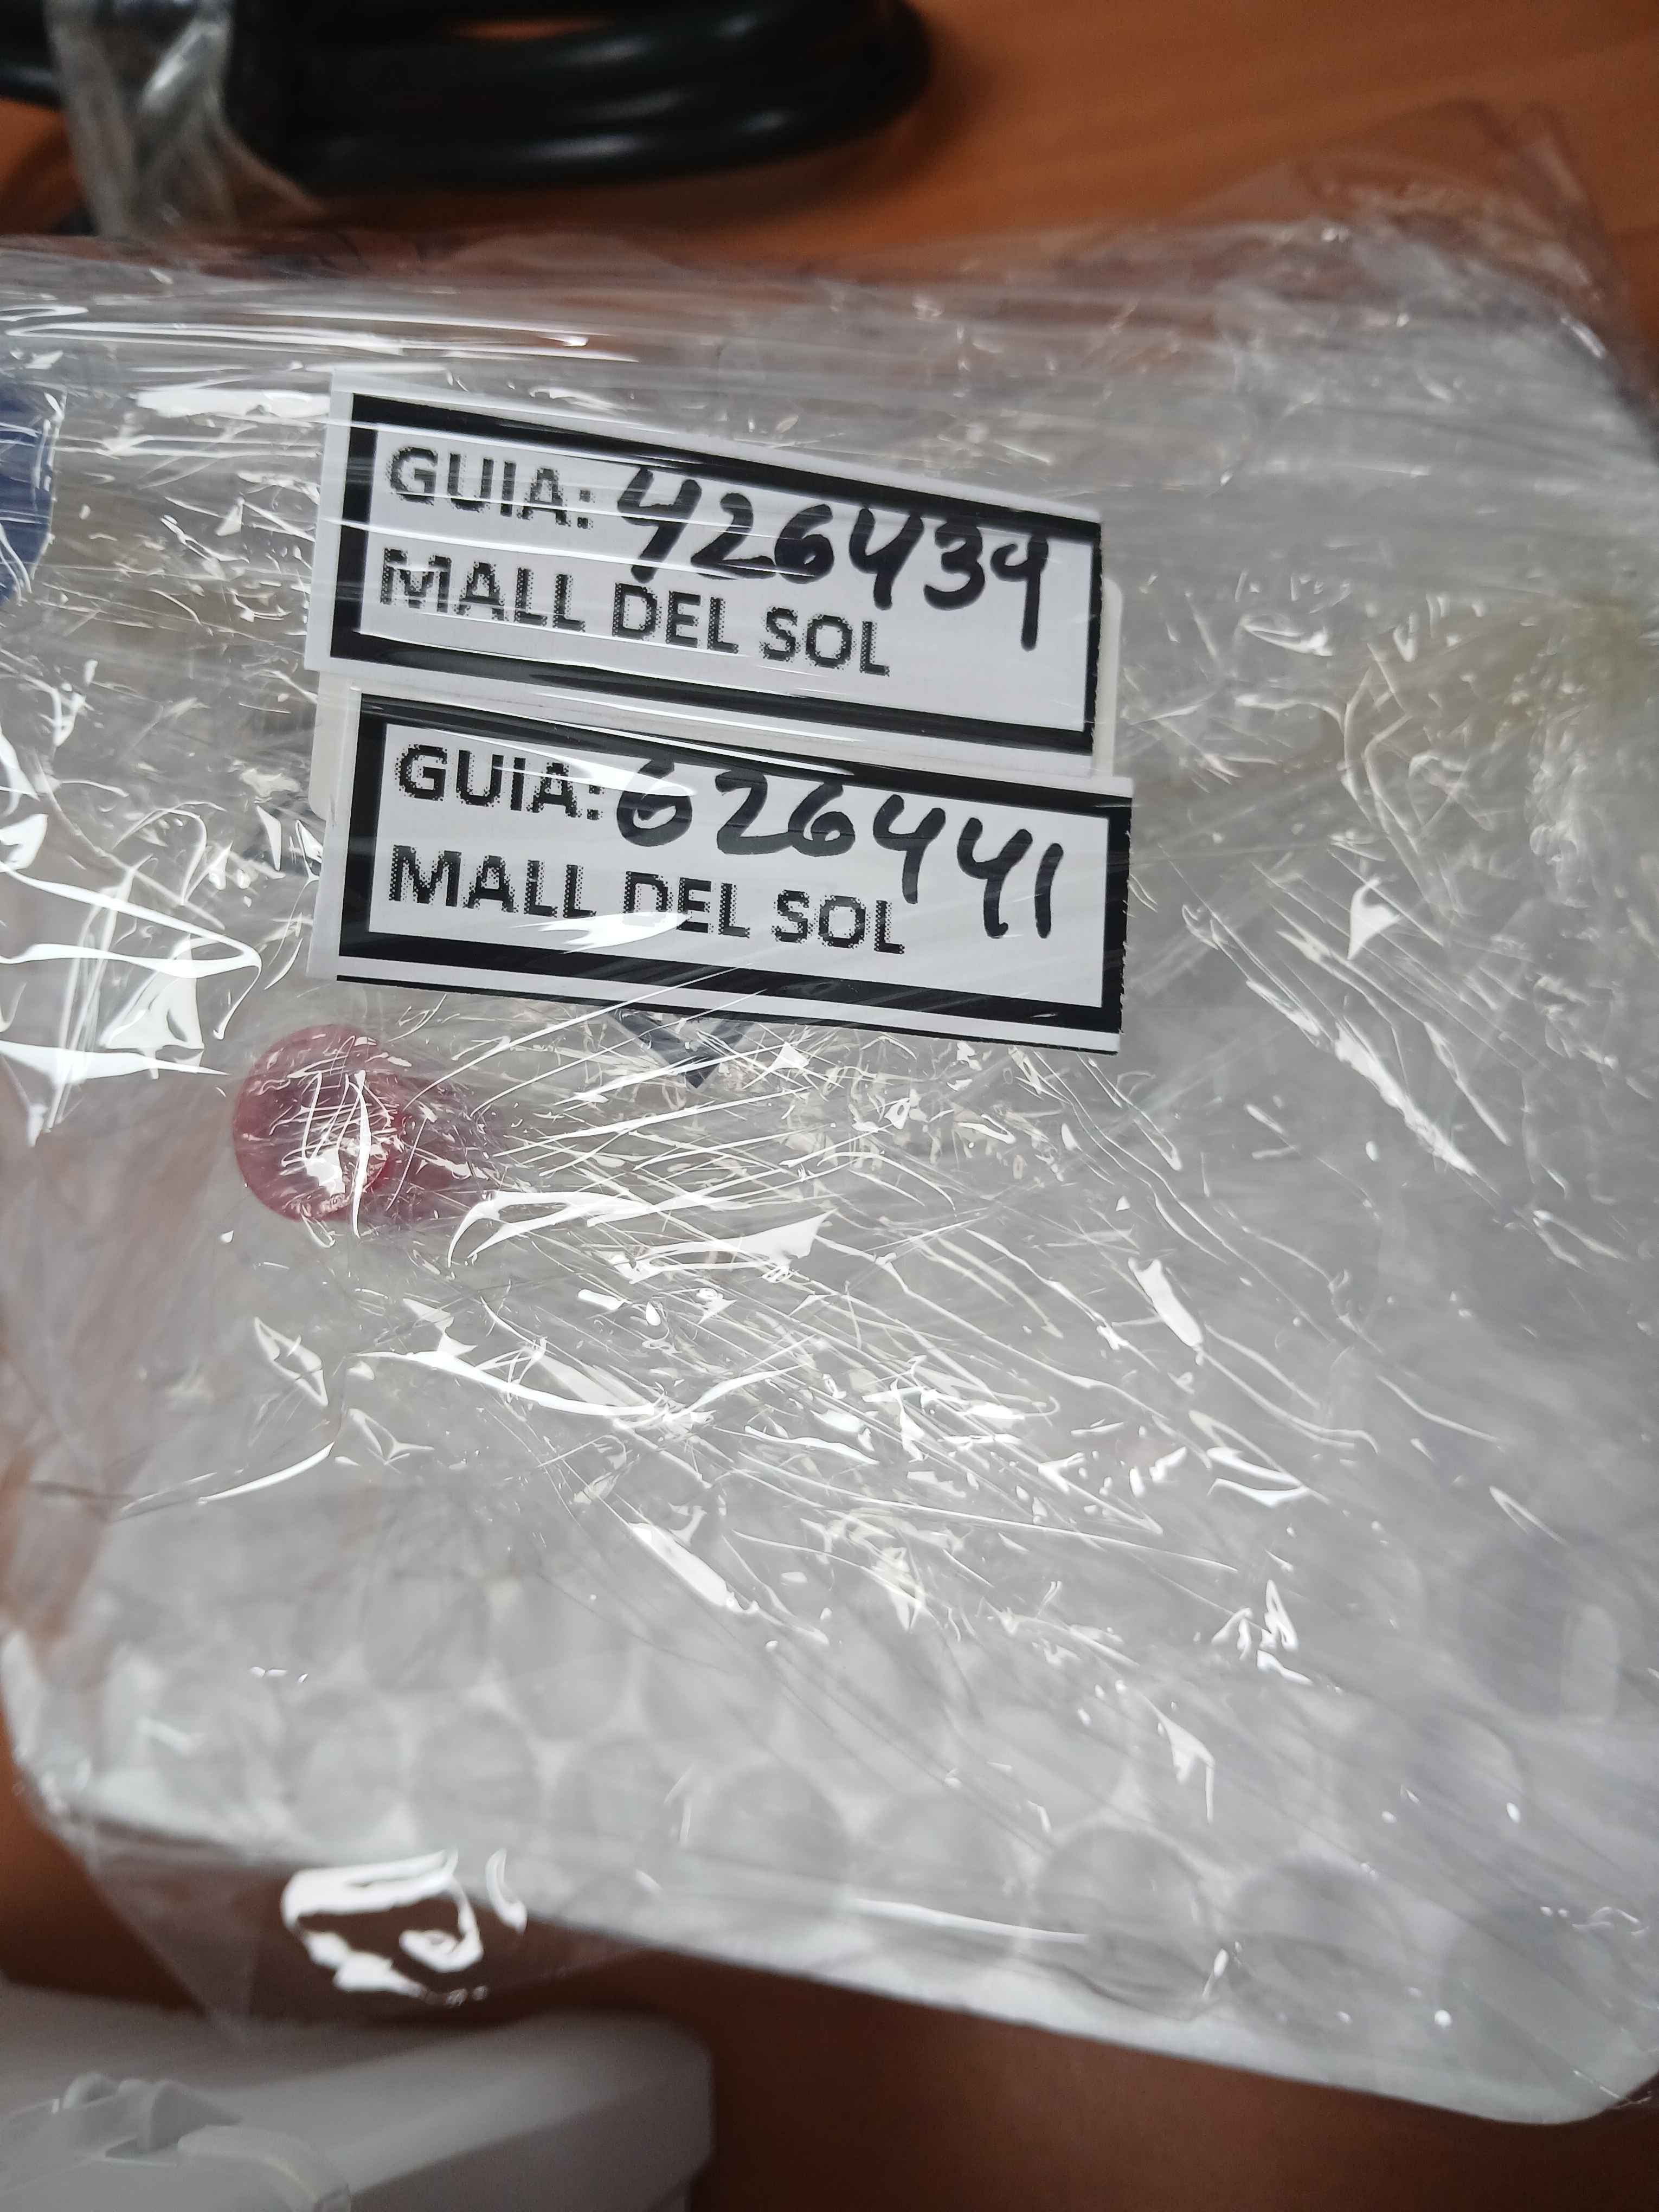 GUIA: 426439
MALL DEL SOL
GUIA: 626441
MALL DEL SOL